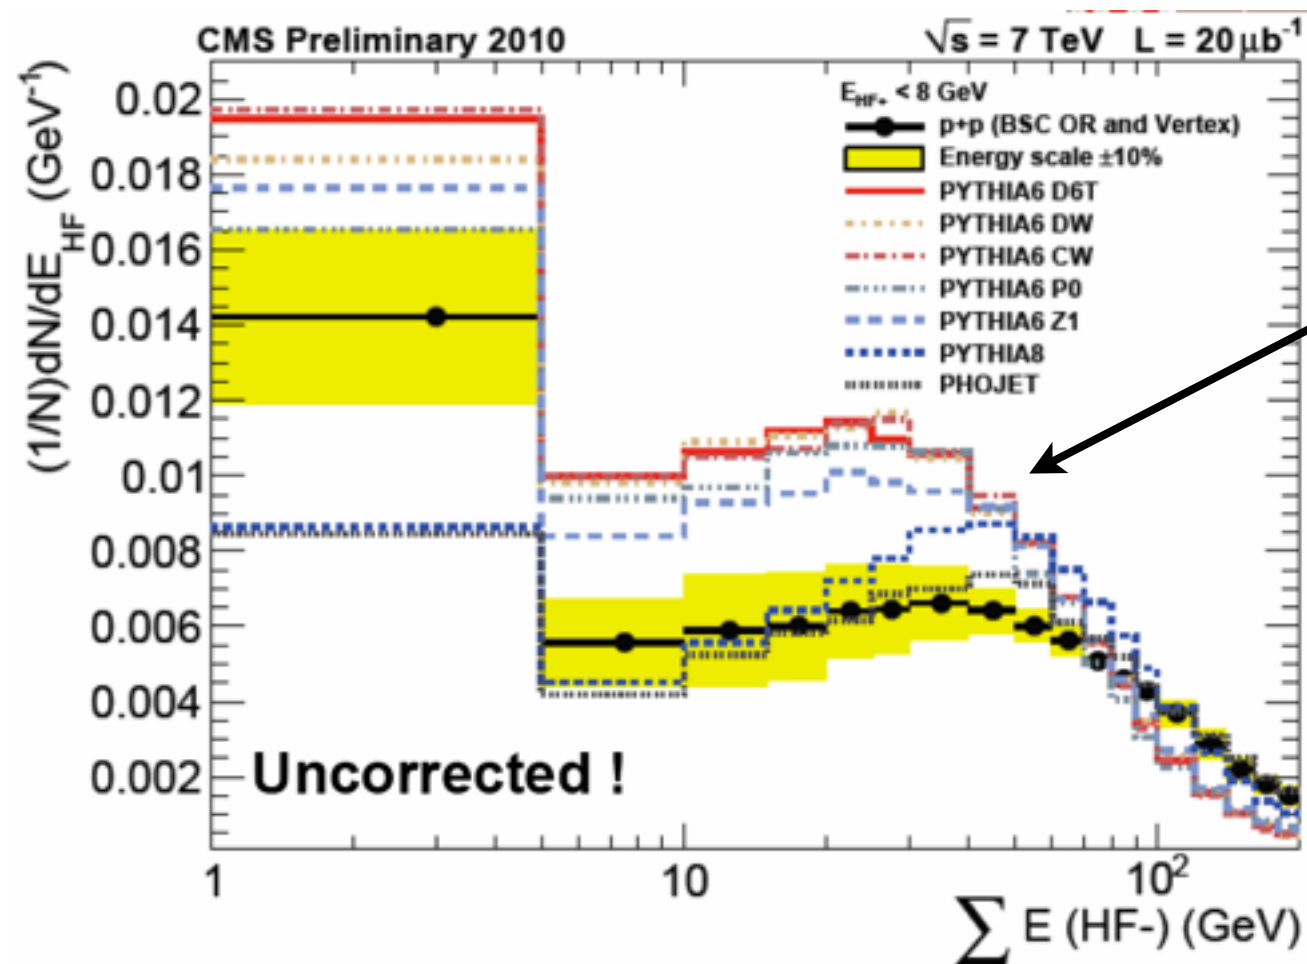 CMS Preliminary 2010 √s = 7 TeV L = 20 μb⁻¹
(1/N)dN/dE_HF (GeV⁻¹)
E_HF+ < 8 GeV
p+p (BSC OR and Vertex)
Energy scale ±10%
PYTHIA6 D6T
PYTHIA6 DW
PYTHIA6 CW
PYTHIA6 P0
PYTHIA6 Z1
PYTHIA8
PHOJET
0.02
0.018
0.016
0.014
0.012
0.01
0.008
0.006
0.004
0.002
Uncorrected !
1 10 10²
∑ E (HF-) (GeV)